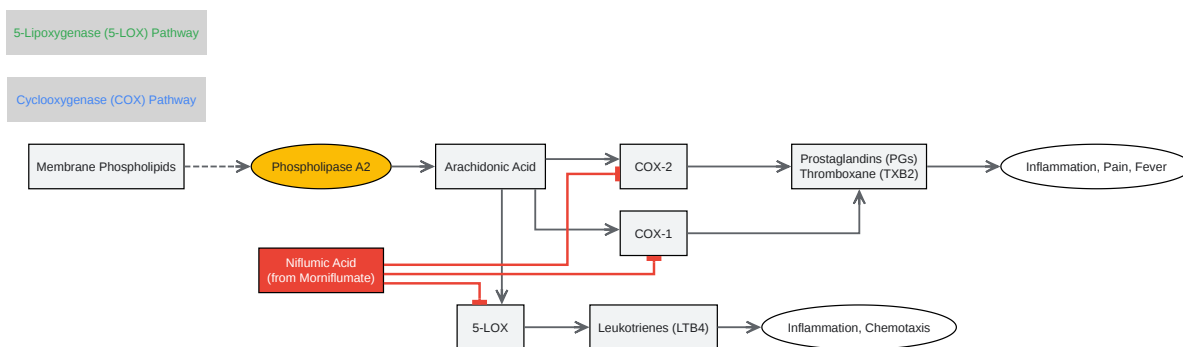 5-Lipoxygenase (5-LOX) Pathway
Cyclooxygenase (COX) Pathway
Membrane Phospholipids
Phospholipase A2
Arachidonic Acid
COX-2
Prostaglandins (PGs)
Thromboxane (TXB2)
Inflammation, Pain, Fever
COX-1
Niflumic Acid
(from Morniflumate)
5-LOX
Leukotrienes (LTB4)
Inflammation, Chemotaxis